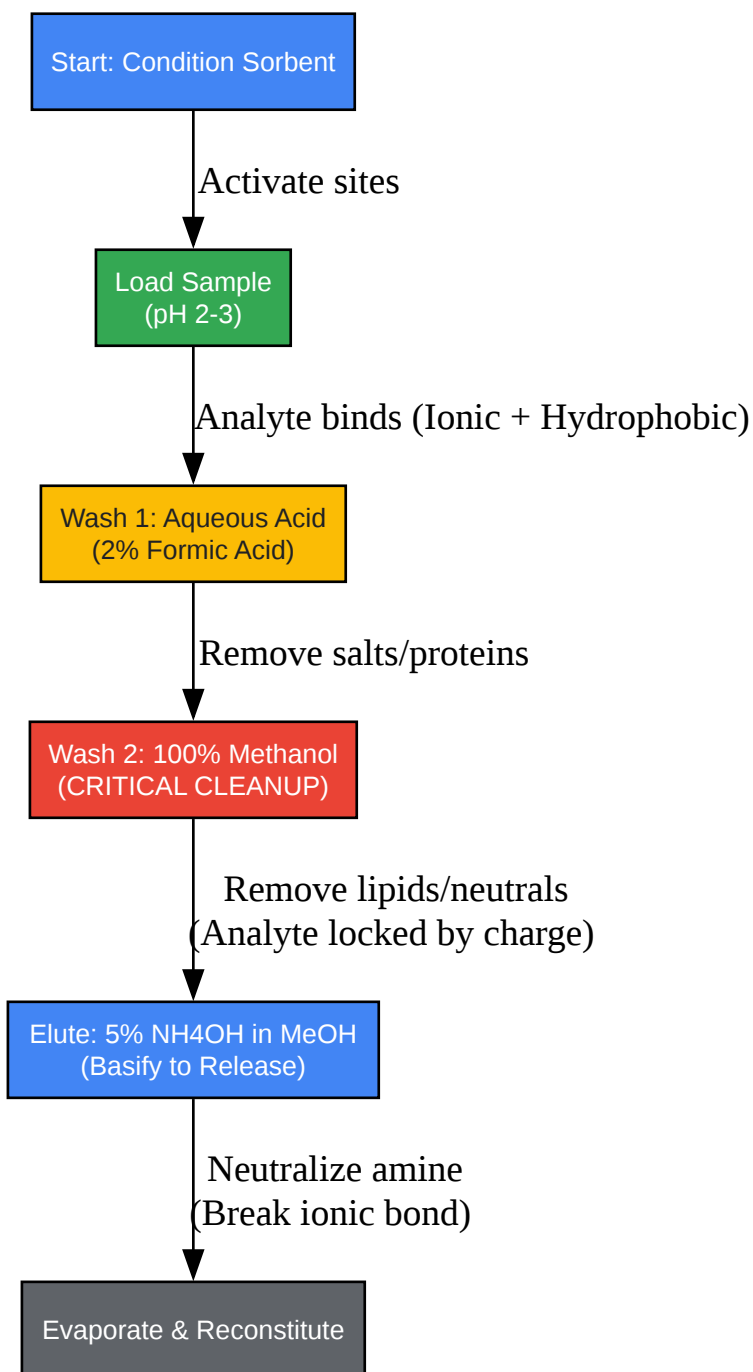 Start: Condition Sorbent
Activate sites
Load Sample
(pH 2-3)
Analyte binds (Ionic + Hydrophobic)
Wash 1: Aqueous Acid
(2% Formic Acid)
Remove salts/proteins
Wash 2: 100% Methanol
(CRITICAL CLEANUP)
Remove lipids/neutrals
(Analyte locked by charge)
Elute: 5% NH4OH in MeOH
(Basify to Release)
Neutralize amine
(Break ionic bond)
Evaporate & Reconstitute